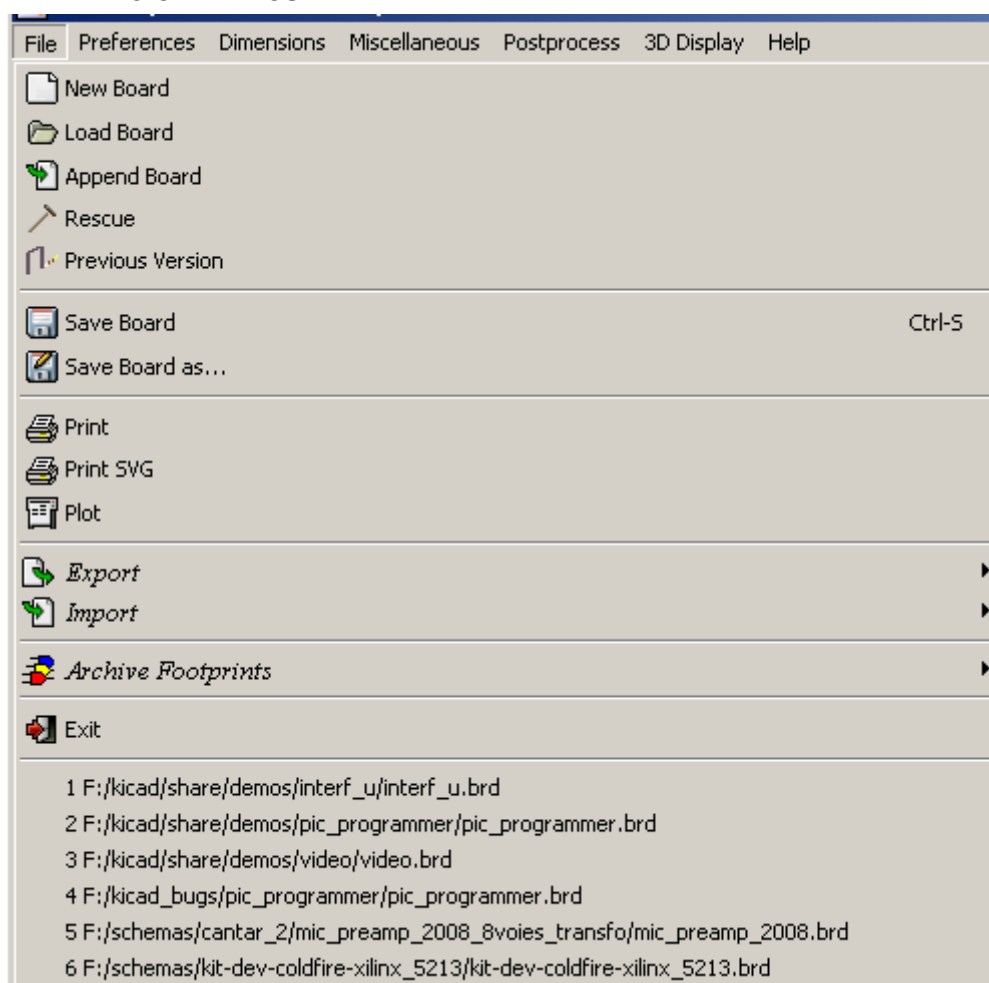 File Preferences Dimensions Miscellaneous Postprocess 3D Display Help
New Board
Load Board
Append Board
Rescue
Previous Version
Save Board Ctrl-S
Save Board as...
Print
Print SVG
Plot
Export
Import
Archive Footprints
Exit
1 F:/kicad/share/demos/interf_u/interf_u.brd
2 F:/kicad/share/demos/pic_programmer/pic_programmer.brd
3 F:/kicad/share/demos/video/video.brd
4 F:/kicad_bugs/pic_programmer/pic_programmer.brd
5 F:/schemas/cantar_2/mic_preamp_2008_8voies_transfo/mic_preamp_2008.brd
6 F:/schemas/kit-dev-coldfire-xilinx_5213/kit-dev-coldfire-xilinx_5213.brd